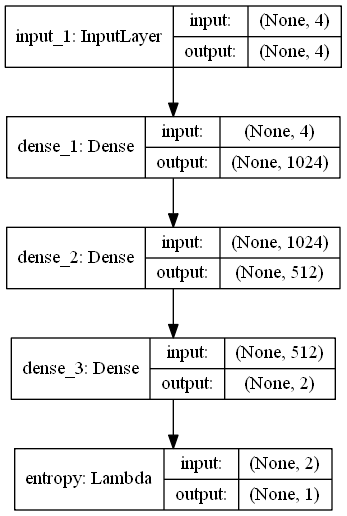 input_1: InputLayer
input: (None, 4)
output: (None, 4)
dense_1: Dense
input: (None, 4)
output: (None, 1024)
dense_2: Dense
input: (None, 1024)
output: (None, 512)
dense_3: Dense
input: (None, 512)
output: (None, 2)
entropy: Lambda
input: (None, 2)
output: (None, 1)